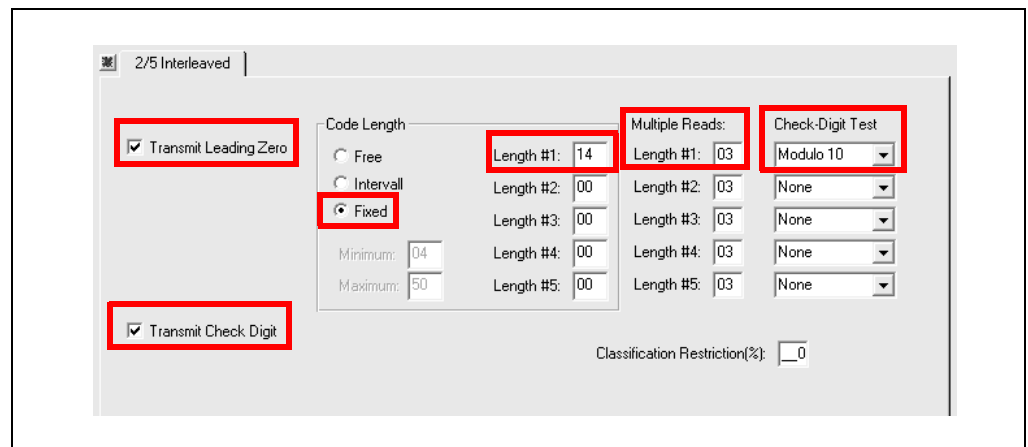 2/5 Interleaved
Code Length Multiple Reads: Check-Digit Test
Transmit Leading Zero Free Length #1: 14 Length #1: 03 Modulo 10
Intervall Length #2: 00 Length #2: 03 None
Fixed Length #3: 00 Length #3: 03 None
Minimum: 04 Length #4: 00 Length #4: 03 None
Maximum: 50 Length #5: 00 Length #5: 03 None
Transmit Check Digit
Classification Restriction(%): __0